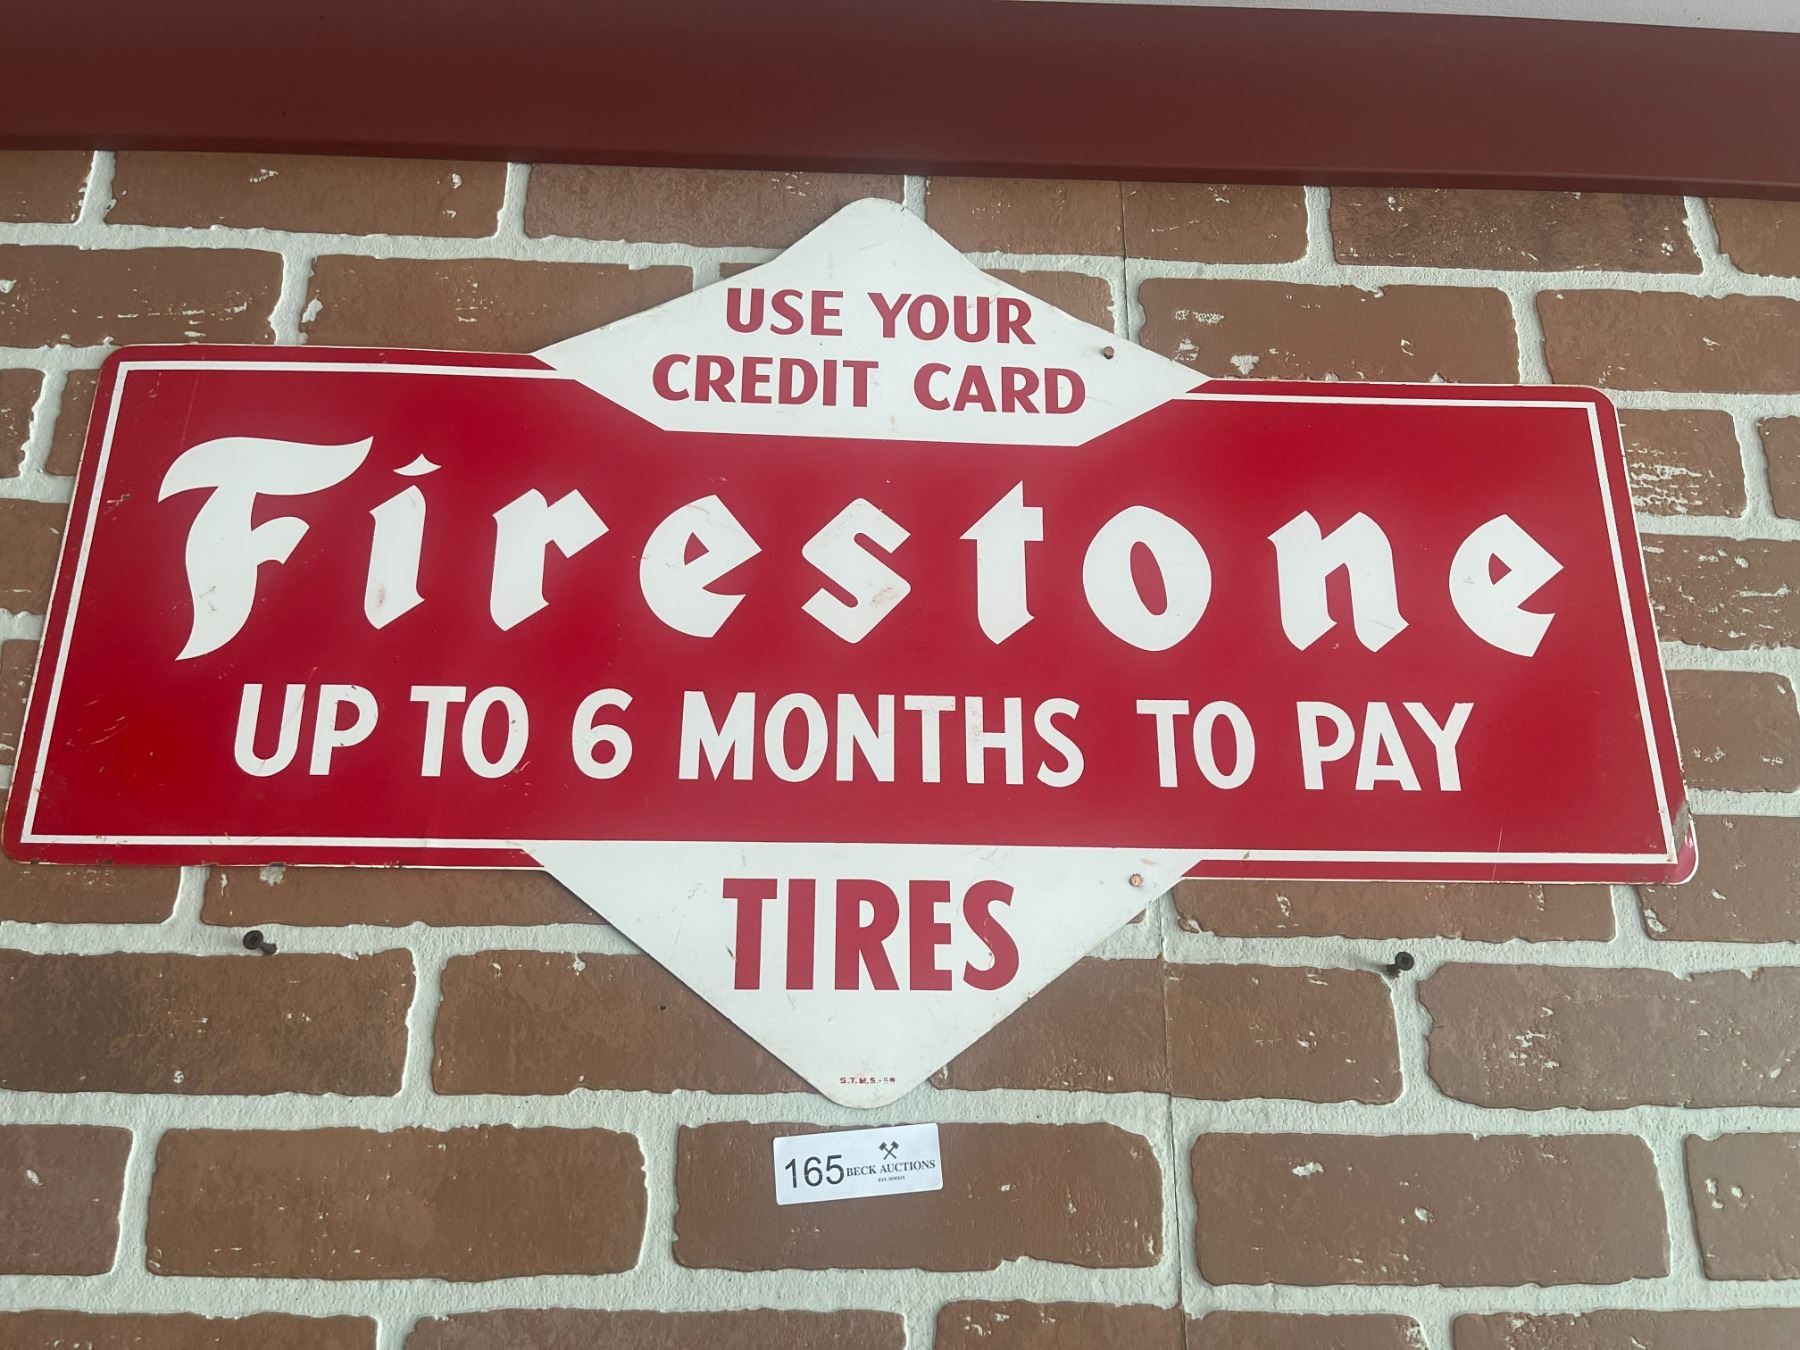 USE YOUR
CREDIT CARD
Firestone
UP TO 6 MONTHS TO PAY
TIRES
165 BECK AUCTIONS